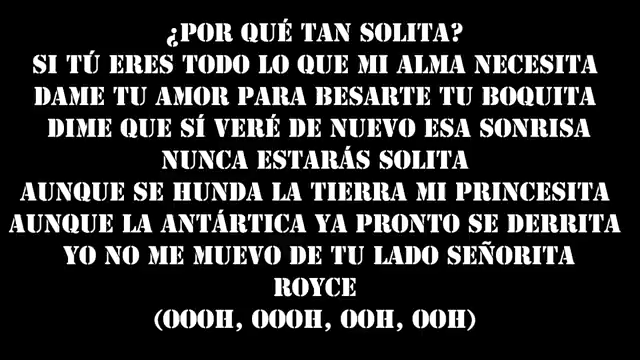 ¿POR QUÉ TAN SOLITA?
SI TÚ ERES TODO LO QUE MI ALMA NECESITA
DAME TU AMOR PARA BESARTE TU BOQUITA
DIME QUE SÍ VERÉ DE NUEVO ESA SONRISA
NUNCA ESTARÁS SOLITA
AUNQUE SE HUNDA LA TIERRA MI PRINCESITA
AUNQUE LA ANTÁRTICA YA PRONTO SE DERRITA
YO NO ME MUEVO DE TU LADO SEÑORITA
ROYCE
(OOOH, OOOH, OOH, OOH)